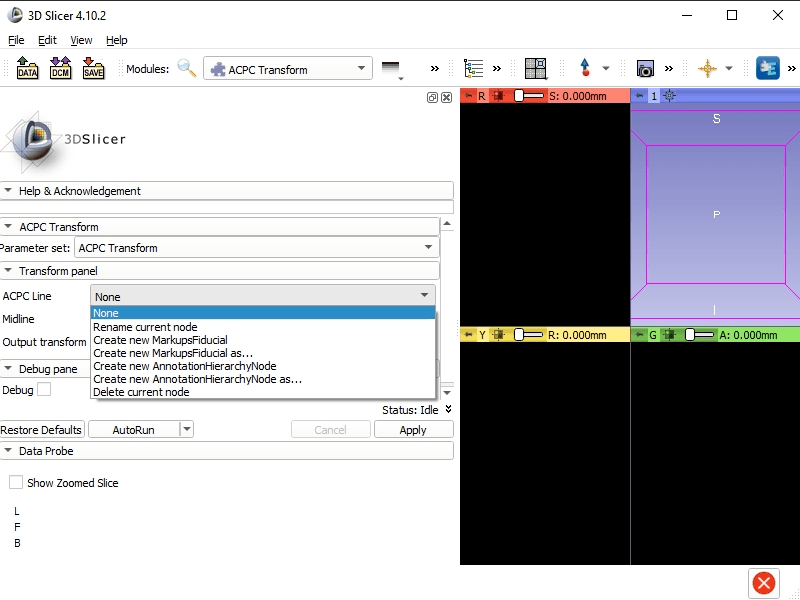 3D Slicer 4.10.2
File Edit View Help
DATA DCM SAVE Modules: ACPC Transform
R S: 0.000mm 1
S
3DSlicer
Help & Acknowledgement
P
ACPC Transform
Parameter set: ACPC Transform
Transform panel
ACPC Line None
I
None
Midline
Rename current node
Y R: 0.000mm G A: 0.000mm
Create new MarkupsFiducial
Output transform
Create new MarkupsFiducial as...
Create new AnnotationHierarchyNode
Debug pane
Create new AnnotationHierarchyNode as...
Delete current node
Debug
Status: Idle
Restore Defaults AutoRun Cancel Apply
Data Probe
Show Zoomed Slice
L
F
B